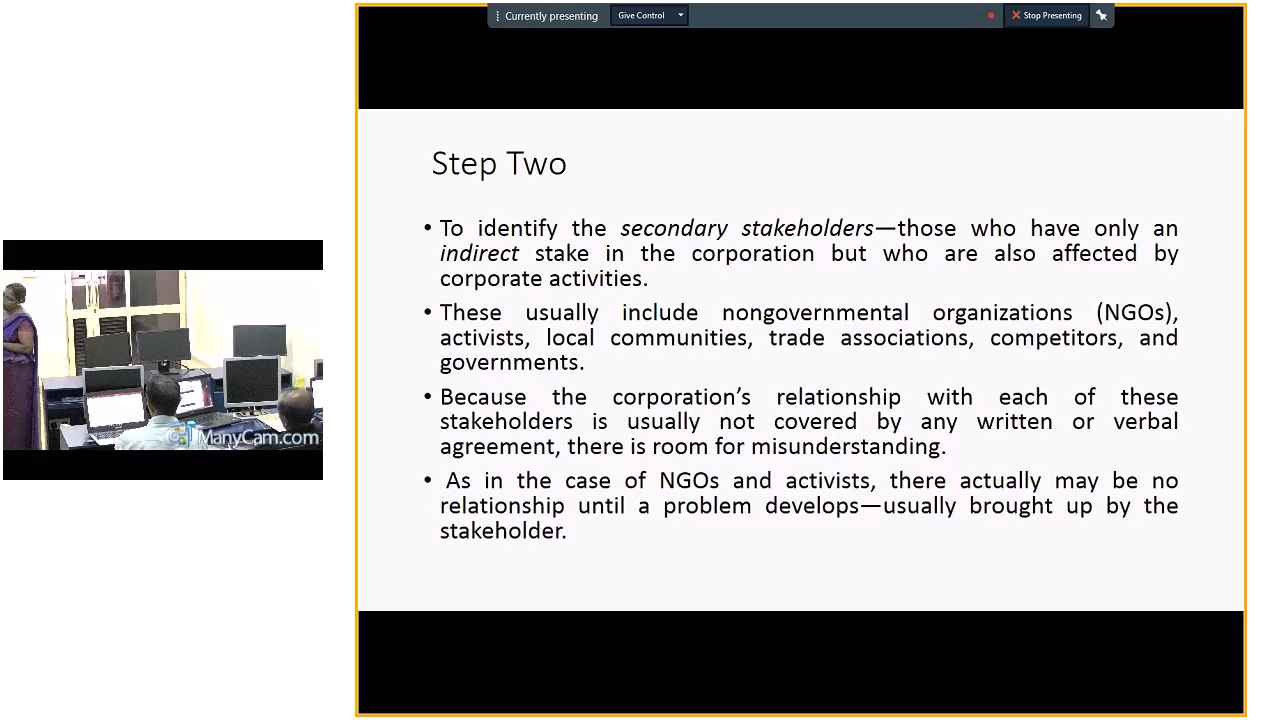 Currently presenting
Give Control
Stop Presenting
Step Two
• To identify the secondary stakeholders—those who have only an
indirect stake in the corporation but who are also affected by
corporate activities.
• These usually include nongovernmental organizations (NGOs),
activists, local communities, trade associations, competitors, and
governments.
• Because the corporation’s relationship with each of these
stakeholders is usually not covered by any written or verbal
agreement, there is room for misunderstanding.
• As in the case of NGOs and activists, there actually may be no
relationship until a problem develops—usually brought up by the
stakeholder.
ManyCam.com